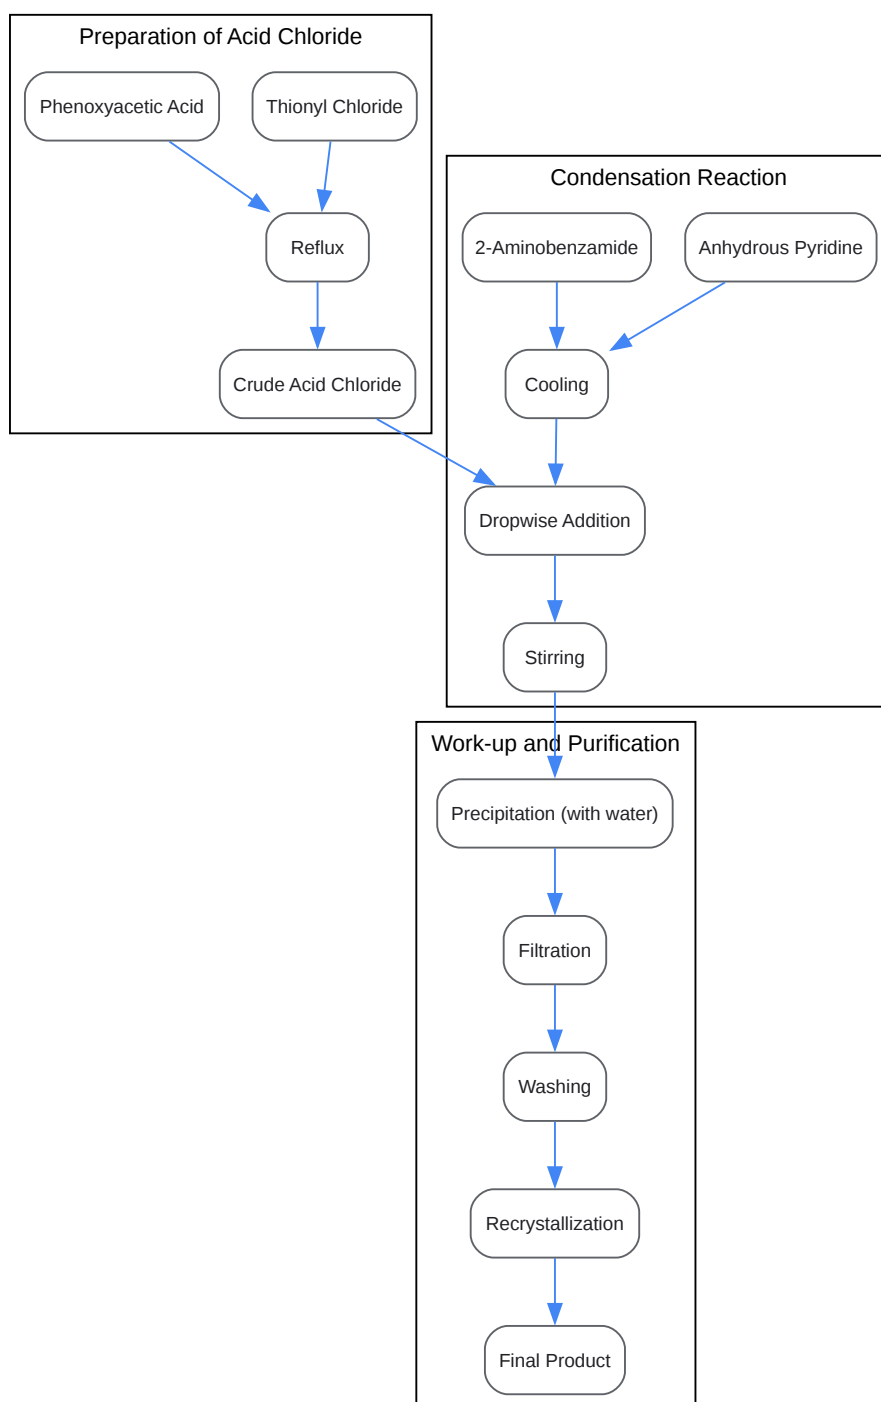 Preparation of Acid Chloride
Phenoxyacetic Acid
Thionyl Chloride
Reflux
Crude Acid Chloride
Condensation Reaction
2-Aminobenzamide
Anhydrous Pyridine
Cooling
Dropwise Addition
Stirring
Work-up and Purification
Precipitation (with water)
Filtration
Washing
Recrystallization
Final Product